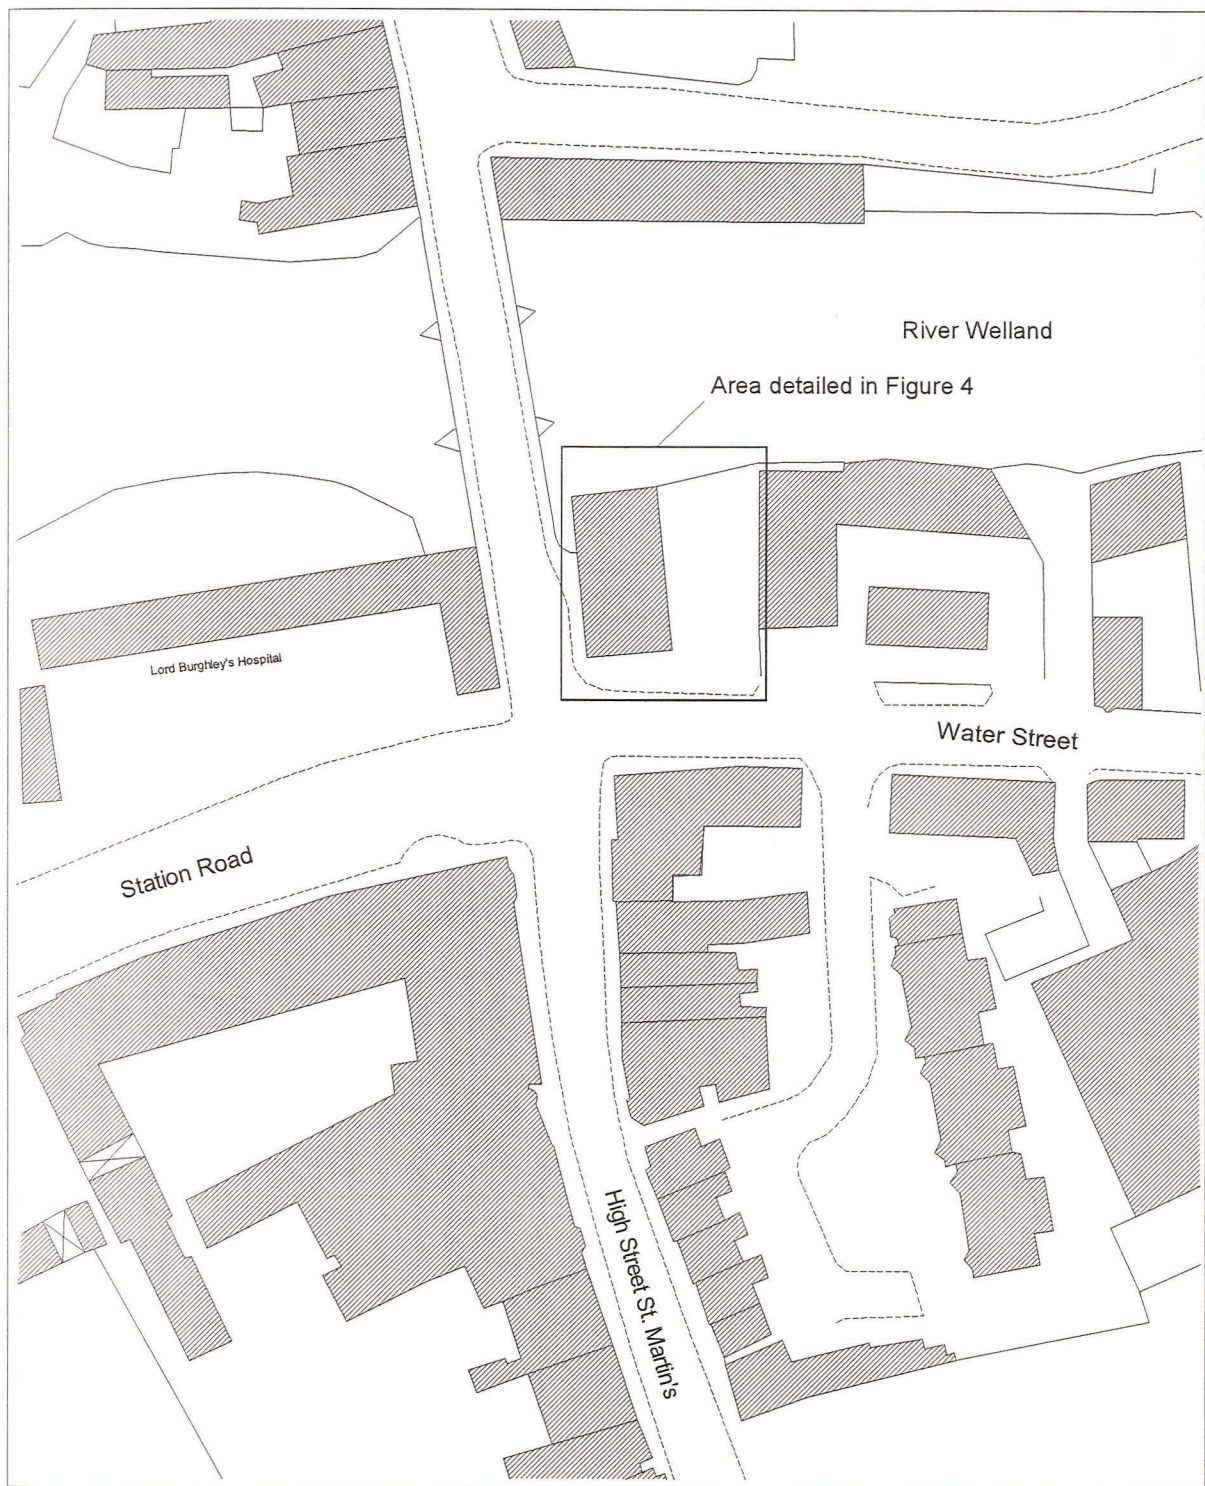 River Welland
Area detailed in Figure 4
Lord Burghley's Hospital
Water Street
Station Road
High Street St. Martin's